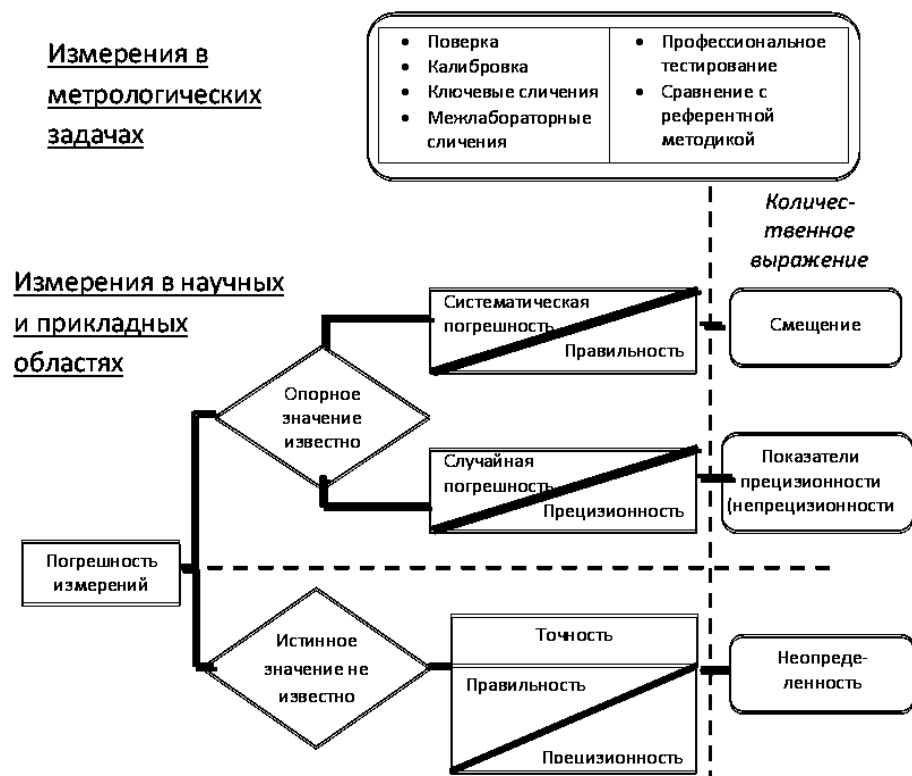 Измерения в
метрологических
задачах
• Поверка
• Калибровка
• Ключевые сличения
• Межлабораторные
сличения
• Профессиональное
тестирование
• Сравнение с
референтной
методикой
Количес-
твенное
выражение
Измерения в научных
и прикладных
областях
Систематическая
погрешность
Правильность
Смещение
Опорное
значение
известно
Случайная
погрешность
Прецизионность
Показатели
прецизионности
(непрецизионности
Погрешность
измерений
Истинное
значение не
известно
Точность
Правильность
Прецизионность
Неопреде-
ленность